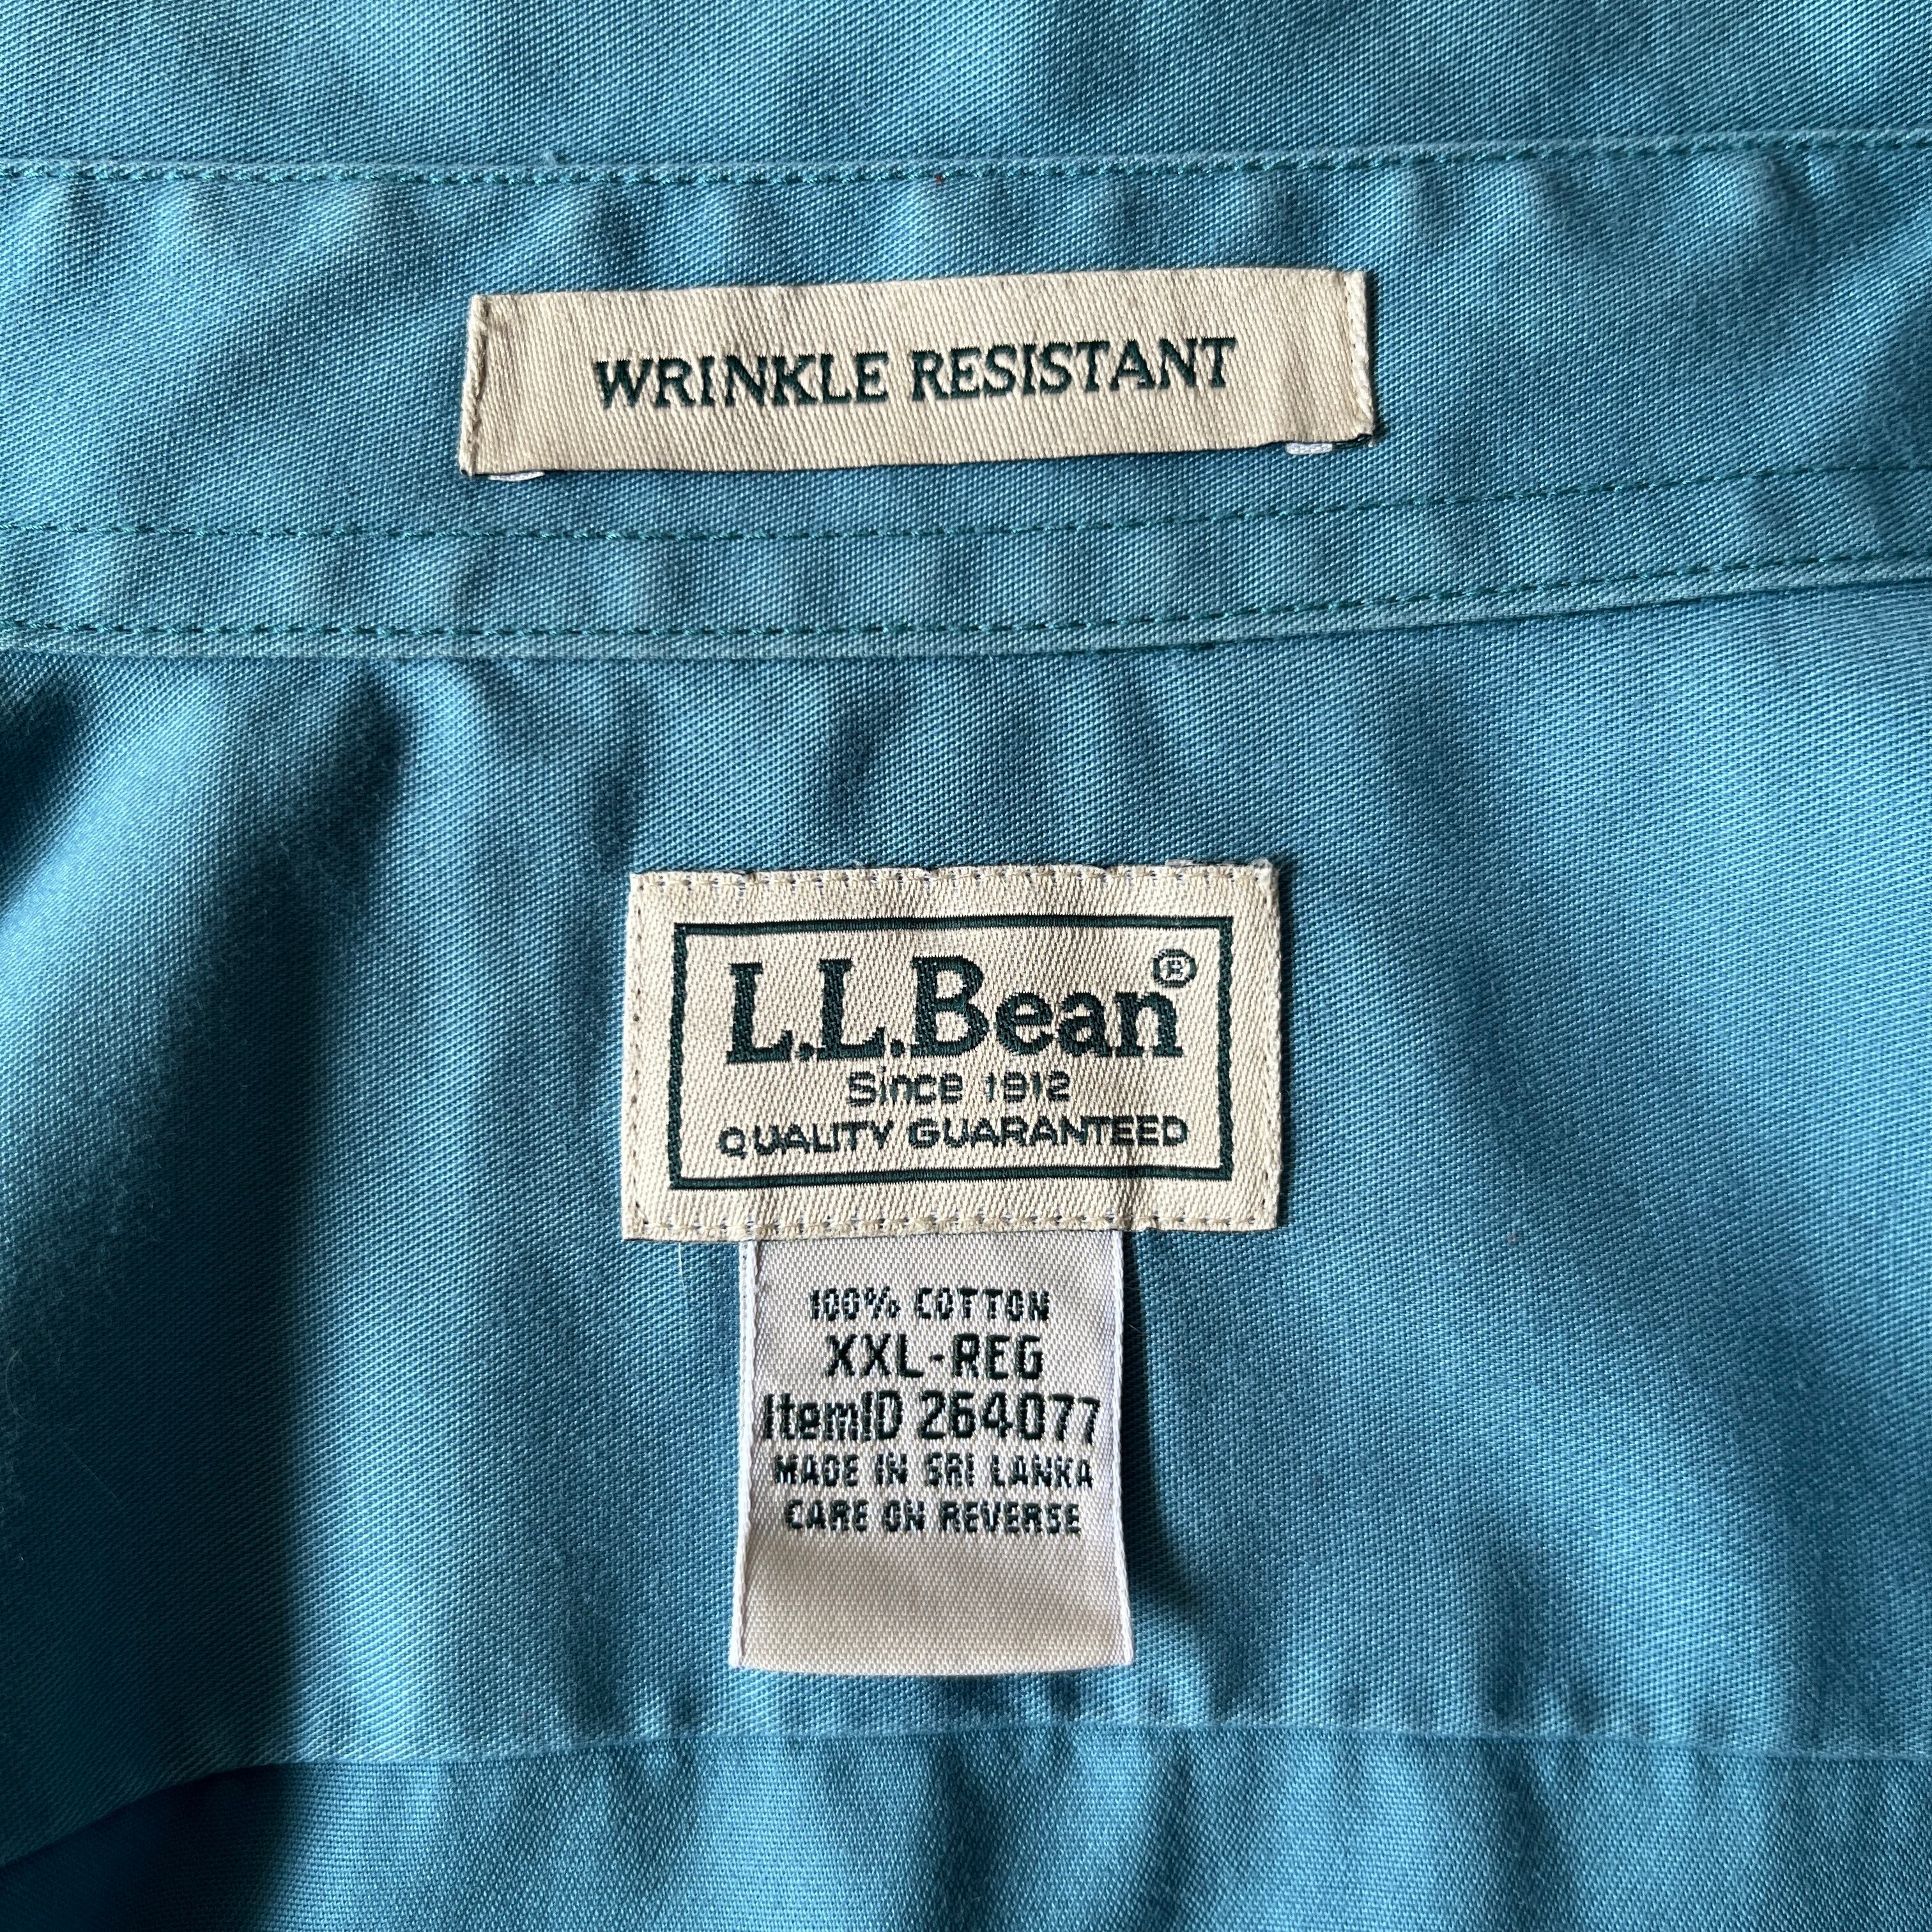 WRINKLE RESISTANT
L.L.Bean®
Since 1912
QUALITY GUARANTEED
100% COTTON
XXL-REG
ItemID 264077
MADE IN SRI LANKA
CARE ON REVERSE